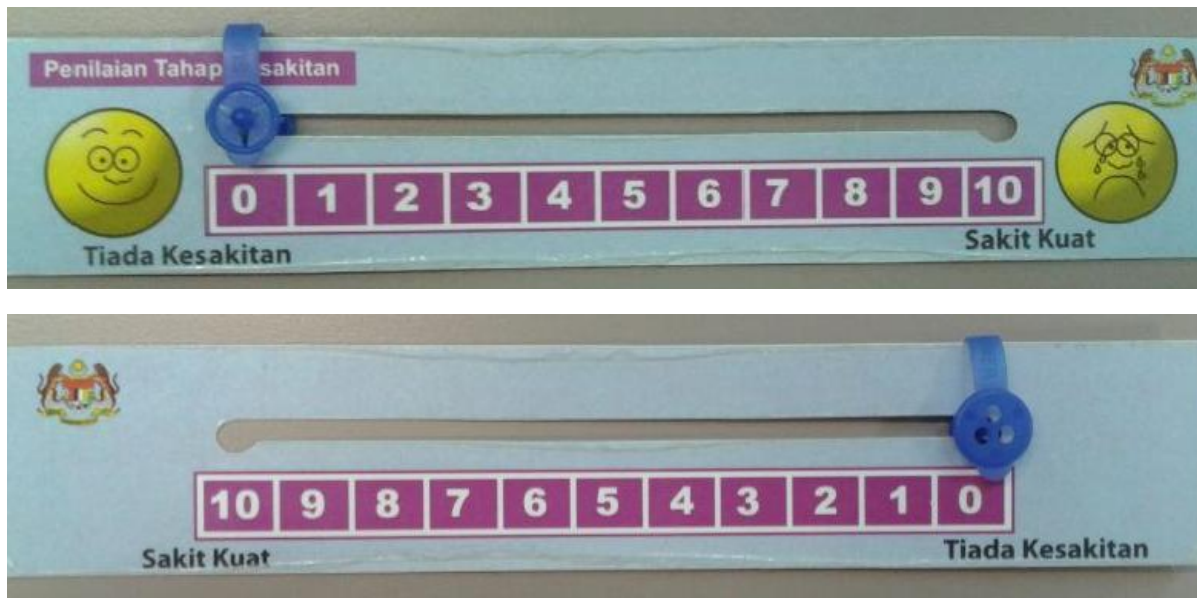 Penilaian Tahap sakitan
0 1 2 3 4 5 6 7 8 9 10
Tiada Kesakitan
Sakit Kuat
10 9 8 7 6 5 4 3 2 1 0
Sakit Kuat
Tiada Kesakitan